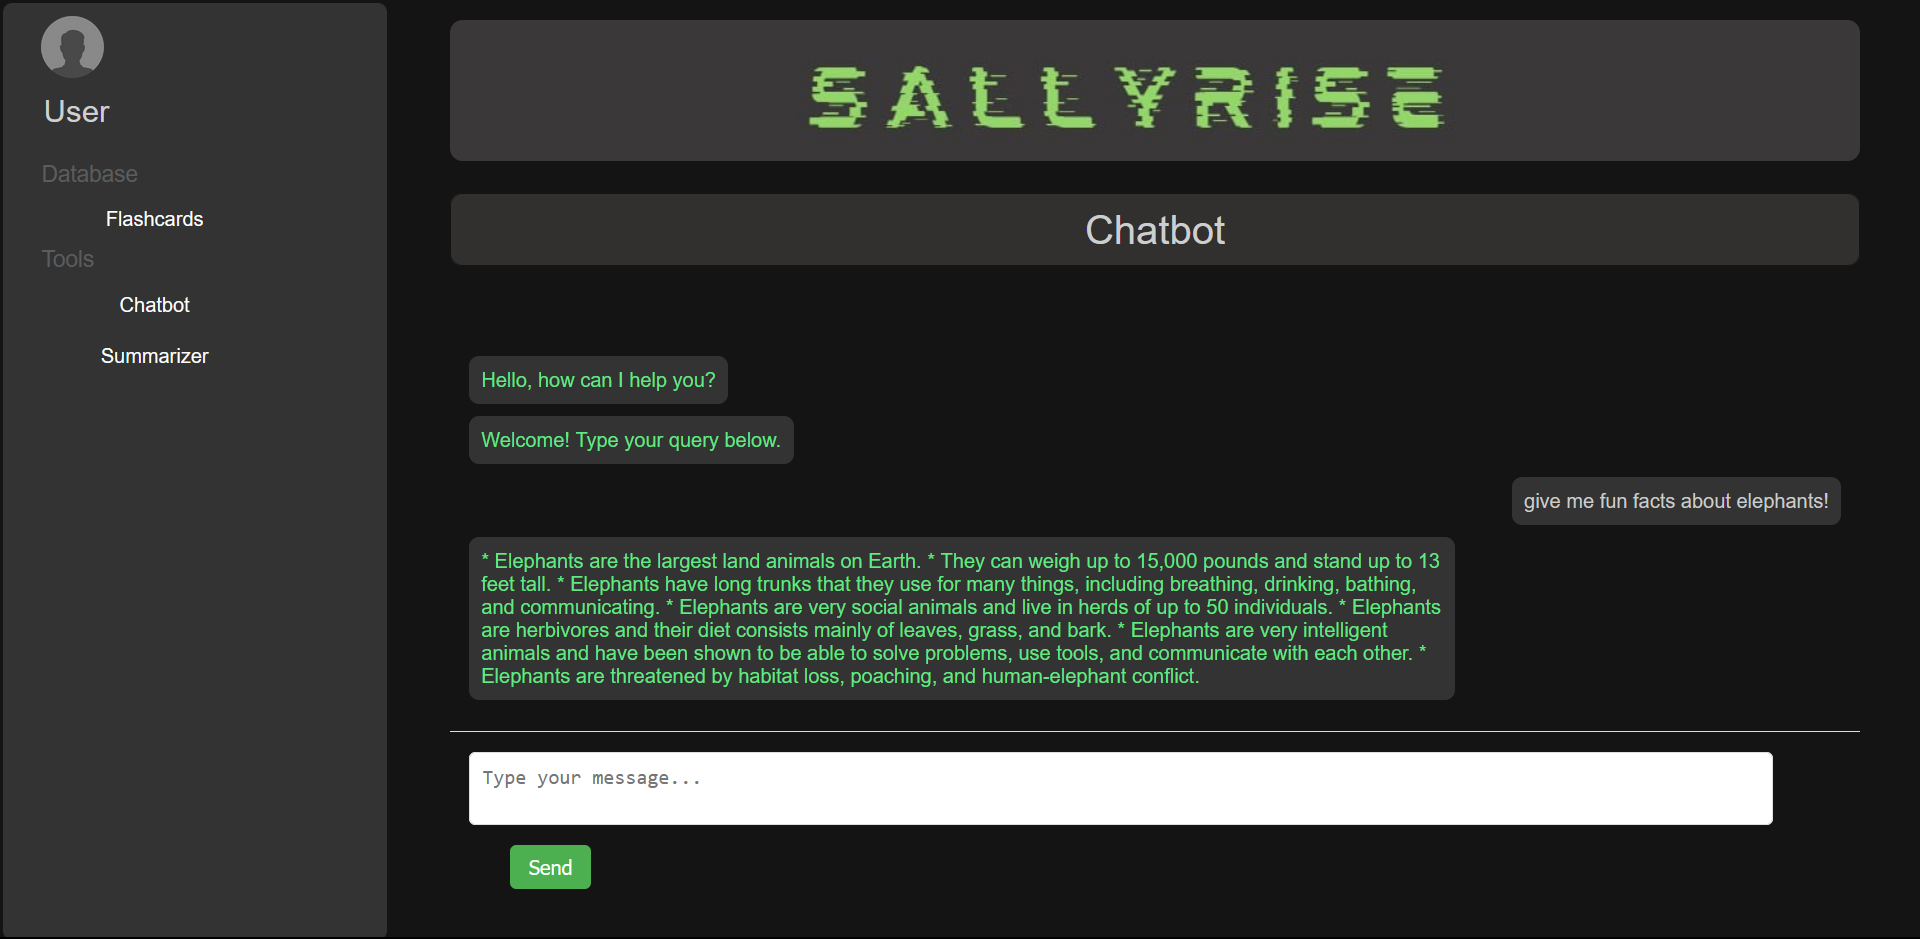 User
Database
Flashcards
Tools
Chatbot
Summarizer
SALLYRISE
Chatbot
Hello, how can I help you?
Welcome! Type your query below.
give me fun facts about elephants!
* Elephants are the largest land animals on Earth. * They can weigh up to 15,000 pounds and stand up to 13
feet tall. * Elephants have long trunks that they use for many things, including breathing, drinking, bathing,
and communicating. * Elephants are very social animals and live in herds of up to 50 individuals. * Elephants
are herbivores and their diet consists mainly of leaves, grass, and bark. * Elephants are very intelligent
animals and have been shown to be able to solve problems, use tools, and communicate with each other. *
Elephants are threatened by habitat loss, poaching, and human-elephant conflict.
Type your message...
Send